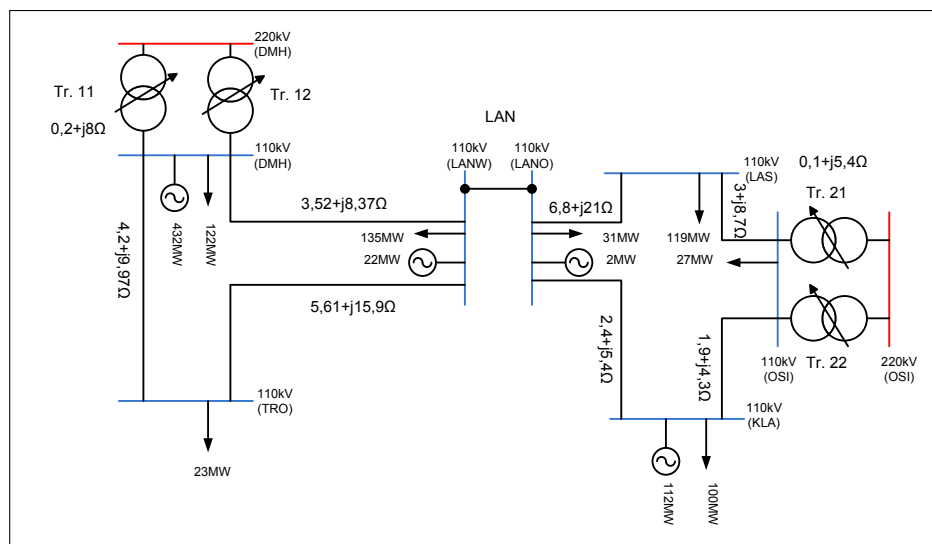 220kV
(DMH)
Tr. 11
Tr. 12
0,2+j8Ω
110kV
(DMH)
432MW
122MW
4,2+j9,97Ω
3,52+j8,37Ω
LAN
110kV
(LANW)
110kV
(LANO)
135MW
22MW
5,61+j15,9Ω
6,8+j21Ω
31MW
2MW
110kV
(LAS)
119MW
27MW
3+j8,7Ω
0,1+j5,4Ω
Tr. 21
Tr. 22
110kV
(OSI)
220kV
(OSI)
2,4+j5,4Ω
1,9+j4,3Ω
110kV
(TRO)
23MW
110kV
(KLA)
112MW
100MW